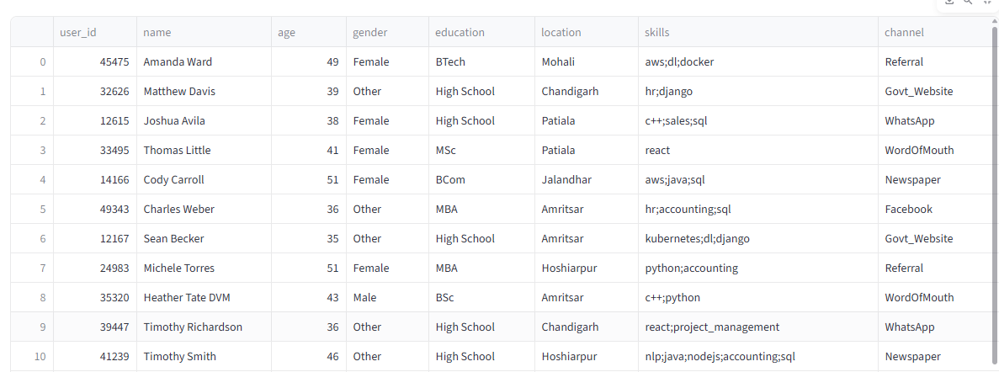 user_id name age gender education location skills channel
0 45475 Amanda Ward 49 Female BTech Mohali aws;dl;docker Referral
1 32626 Matthew Davis 39 Other High School Chandigarh hr;django Govt_Website
2 12615 Joshua Avila 38 Female High School Patiala c++;sales;sql WhatsApp
3 33495 Thomas Little 41 Female MSc Patiala react WordOfMouth
4 14166 Cody Carroll 51 Female BCom Jalandhar aws;java;sql Newspaper
5 49343 Charles Weber 36 Other MBA Amritsar hr;accounting;sql Facebook
6 12167 Sean Becker 35 Other High School Amritsar kubernetes;dl;django Govt_Website
7 24983 Michele Torres 51 Female MBA Hoshiarpur python;accounting Referral
8 35320 Heather Tate DVM 43 Male BSc Amritsar c++;python WordOfMouth
9 39447 Timothy Richardson 36 Other High School Chandigarh react;project_management WhatsApp
10 41239 Timothy Smith 46 Other High School Hoshiarpur nlp;java;nodejs;accounting;sql Newspaper